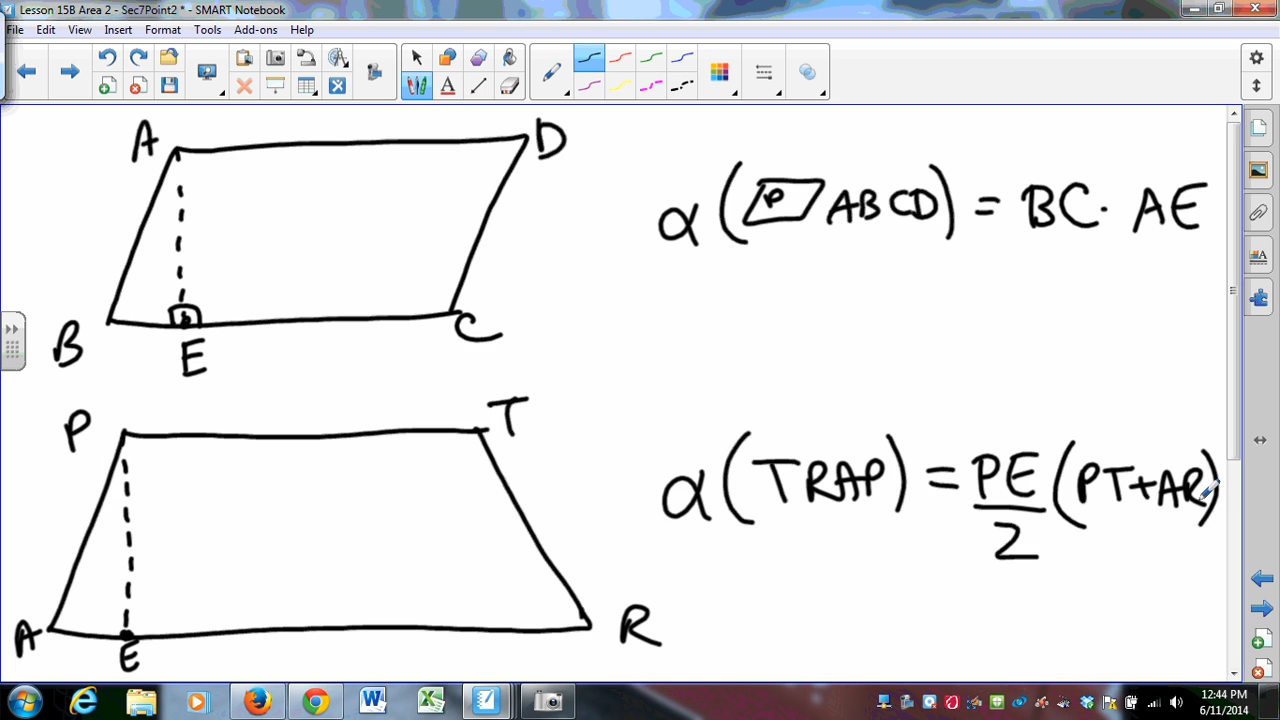 Lesson 15B Area 2 - Sec7Point2 * - SMART Notebook
File Edit View Insert Format Tools Add-ons Help
A D
α(▱ABCD) = BC · AE
B E C
P T
α(TRAP) = PE/2 (PT+AR)
A E R
12:44 PM
6/11/2014